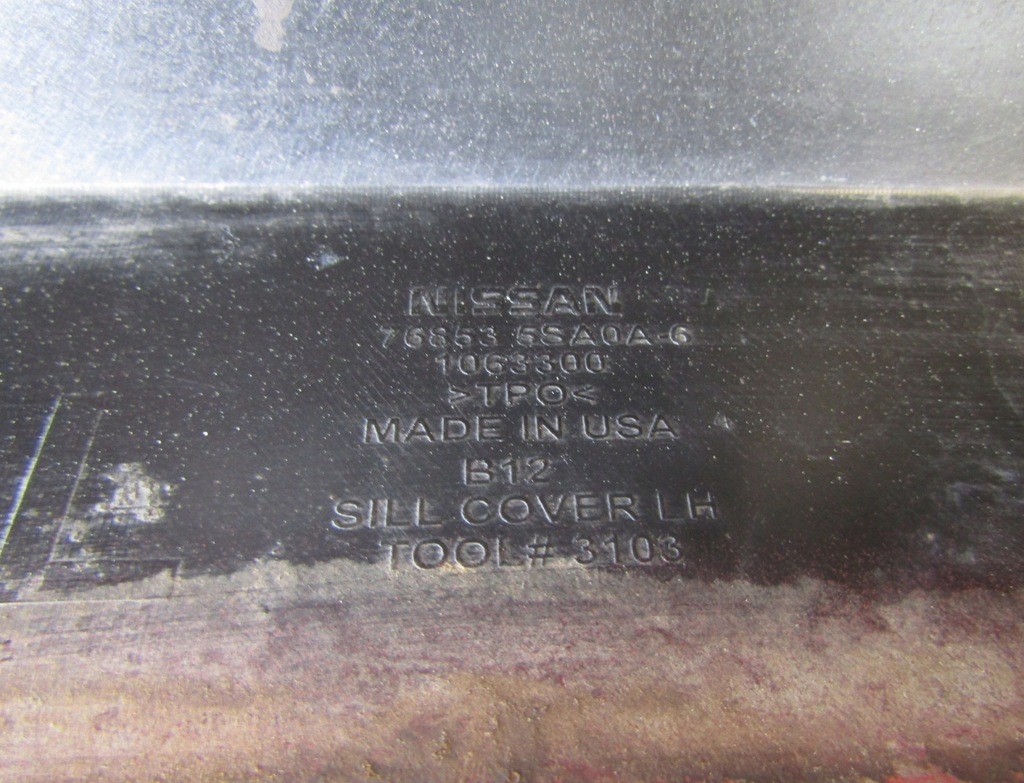 NISSAN
76853 5SA0A-6
1063300
>TPO<
MADE IN USA
B12
SILL COVER LH
TOOL# 3103